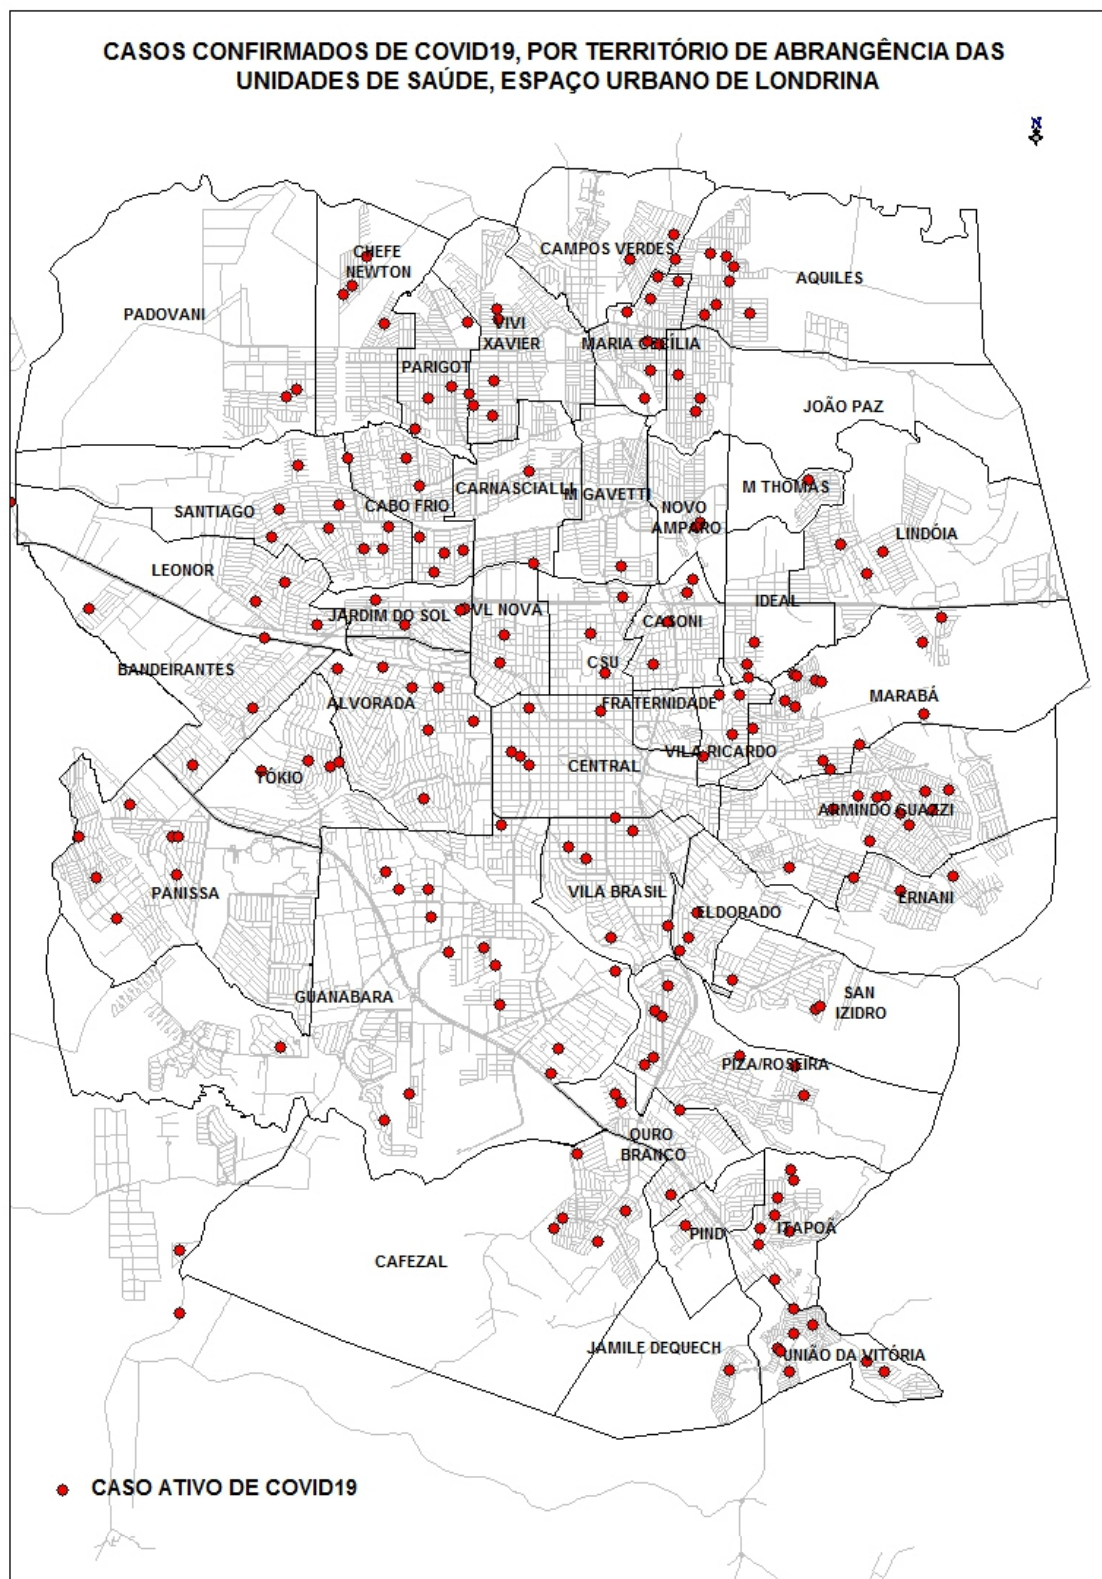 CASOS CONFIRMADOS DE COVID19, POR TERRITÓRIO DE ABRANGÊNCIA DAS
UNIDADES DE SAÚDE, ESPAÇO URBANO DE LONDRINA
N
CAMPOS VERDES
CHEFE
NEWTON
AQUILES
PADOVANI
VIVI
XAVIER
MARIA CECÍLIA
PARIGOT
JOÃO PAZ
CARNASCIALLI
M GAVETTI
M THOMAS
CABO FRIO
SANTIAGO
NOVO
AMPARO
LINDÓIA
LEONOR
IDEAL
JARDIM DO SOL
VL NOVA
CASONI
CSU
BANDEIRANTES
MARABÁ
ALVORADA
FRATERNIDADE
VILA RICARDO
CENTRAL
TÓKIO
ARMINDO GUAZZI
PANISSA
VILA BRASIL
ERNANI
ELDORADO
GUANABARA
SAN
IZIDRO
PIZA/ROSEIRA
OURO
BRANCO
PIND
ITAPOÃ
CAFEZAL
JAMILE DEQUECH
UNIÃO DA VITÓRIA
CASO ATIVO DE COVID19